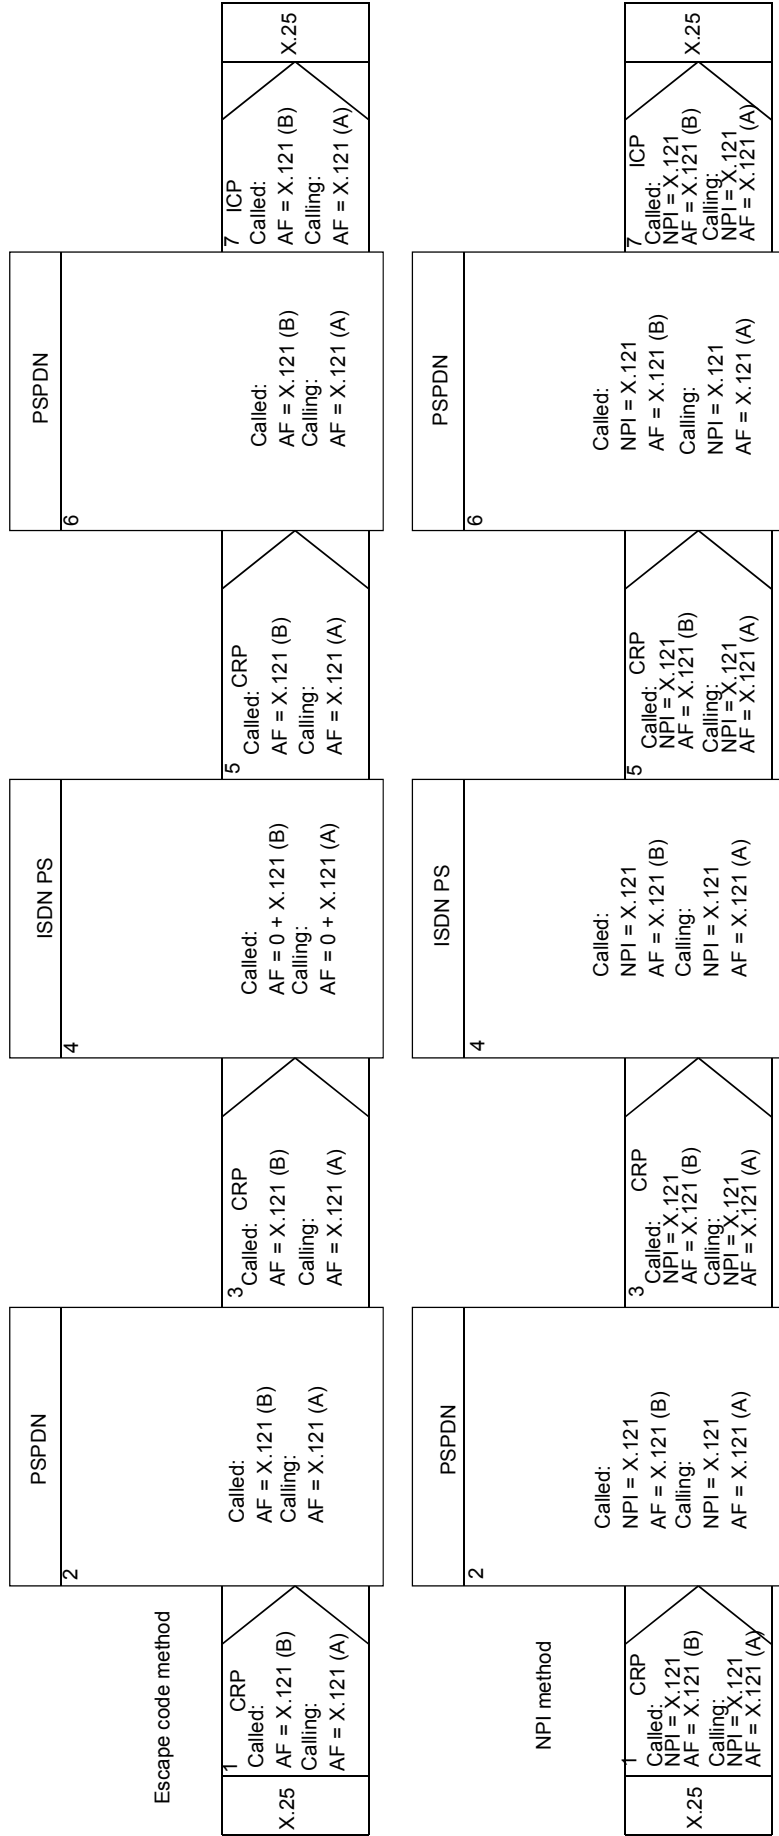 Escape code method
X.25
1
CRP
Called:
AF = X.121 (B)
Calling:
AF = X.121 (A)
PSPDN
2
Called:
AF = X.121 (B)
Calling:
AF = X.121 (A)
3
CRP
Called:
AF = X.121 (B)
Calling:
AF = X.121 (A)
ISDN PS
4
Called:
AF = 0 + X.121 (B)
Calling:
AF = 0 + X.121 (A)
5
CRP
Called:
AF = X.121 (B)
Calling:
AF = X.121 (A)
PSPDN
6
Called:
AF = X.121 (B)
Calling:
AF = X.121 (A)
7
ICP
Called:
AF = X.121 (B)
Calling:
AF = X.121 (A)
X.25
NPI method
X.25
1
CRP
Called:
NPI = X.121
AF = X.121 (B)
Calling:
NPI = X.121
AF = X.121 (A)
PSPDN
2
Called:
NPI = X.121
AF = X.121 (B)
Calling:
NPI = X.121
AF = X.121 (A)
3
CRP
Called:
NPI = X.121
AF = X.121 (B)
Calling:
NPI = X.121
AF = X.121 (A)
ISDN PS
4
Called:
NPI = X.121
AF = X.121 (B)
Calling:
NPI = X.121
AF = X.121 (A)
5
CRP
Called:
NPI = X.121
AF = X.121 (B)
Calling:
NPI = X.121
AF = X.121 (A)
PSPDN
6
Called:
NPI = X.121
AF = X.121 (B)
Calling:
NPI = X.121
AF = X.121 (A)
7
ICP
Called:
NPI = X.121
AF = X.121 (B)
Calling:
NPI = X.121
AF = X.121 (A)
X.25